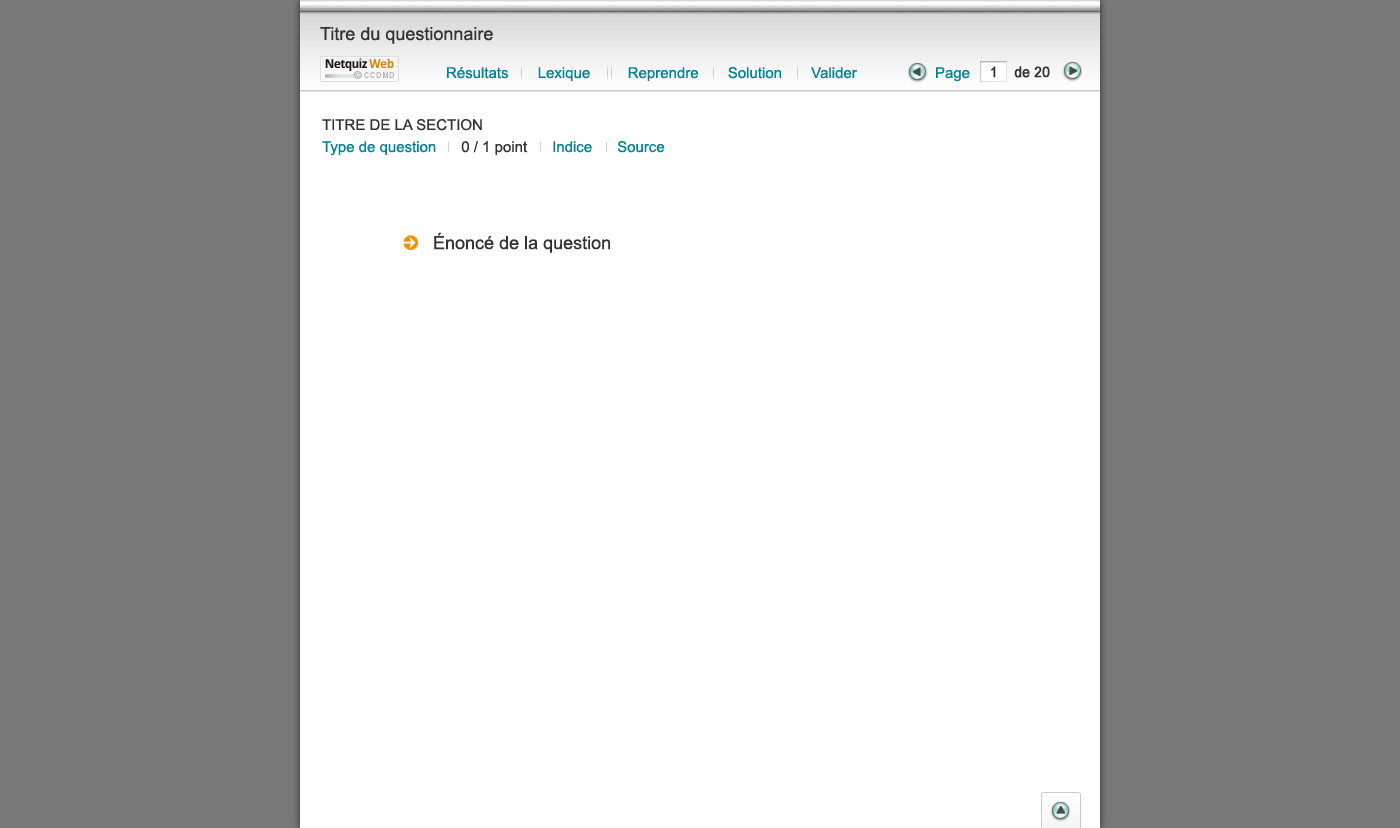 Titre du questionnaire
Netquiz Web
CCDMD
Résultats Lexique Reprendre Solution Valider Page 1 de 20
TITRE DE LA SECTION
Type de question 0 / 1 point Indice Source
Énoncé de la question